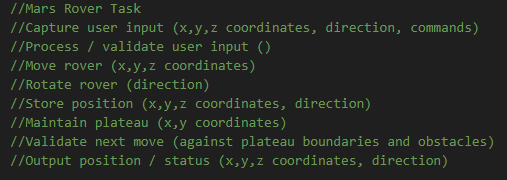 //Mars Rover Task
//Capture user input (x,y,z coordinates, direction, commands)
//Process / validate user input ()
//Move rover (x,y,z coordinates)
//Rotate rover (direction)
//Store position (x,y,z coordinates, direction)
//Maintain plateau (x,y coordinates)
//Validate next move (against plateau boundaries and obstacles)
//Output position / status (x,y,z coordinates, direction)